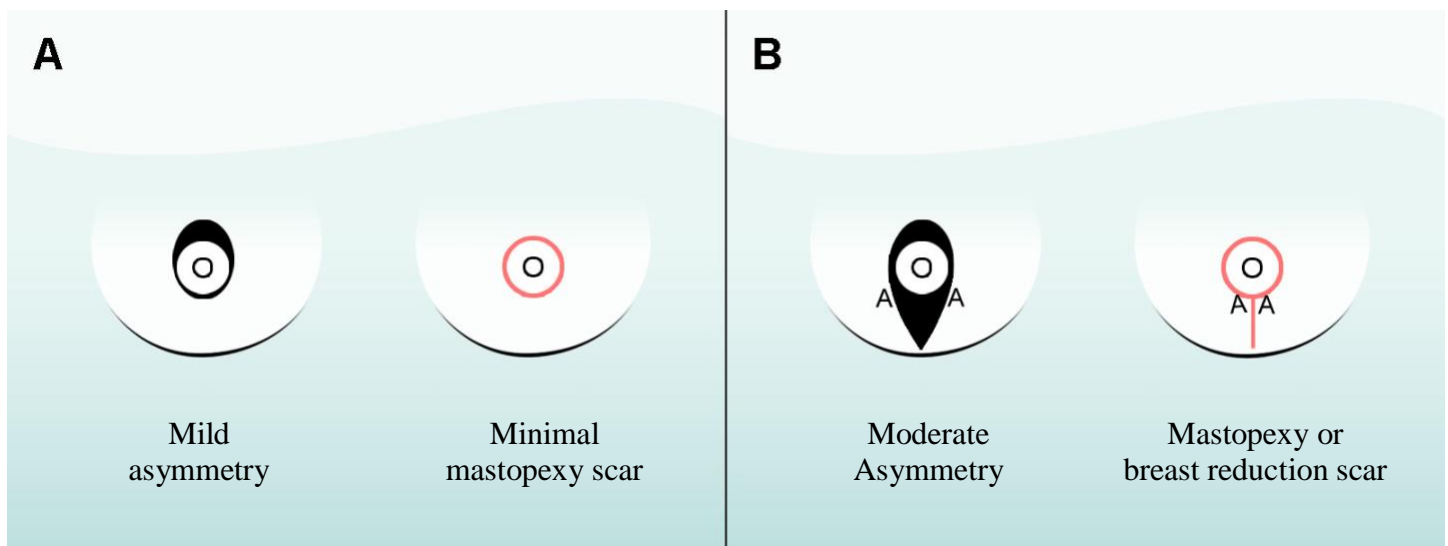 A
B
O
O
O
A A
O
A A
Mild
asymmetry
Minimal
mastopexy scar
Moderate
Asymmetry
Mastopexy or
breast reduction scar